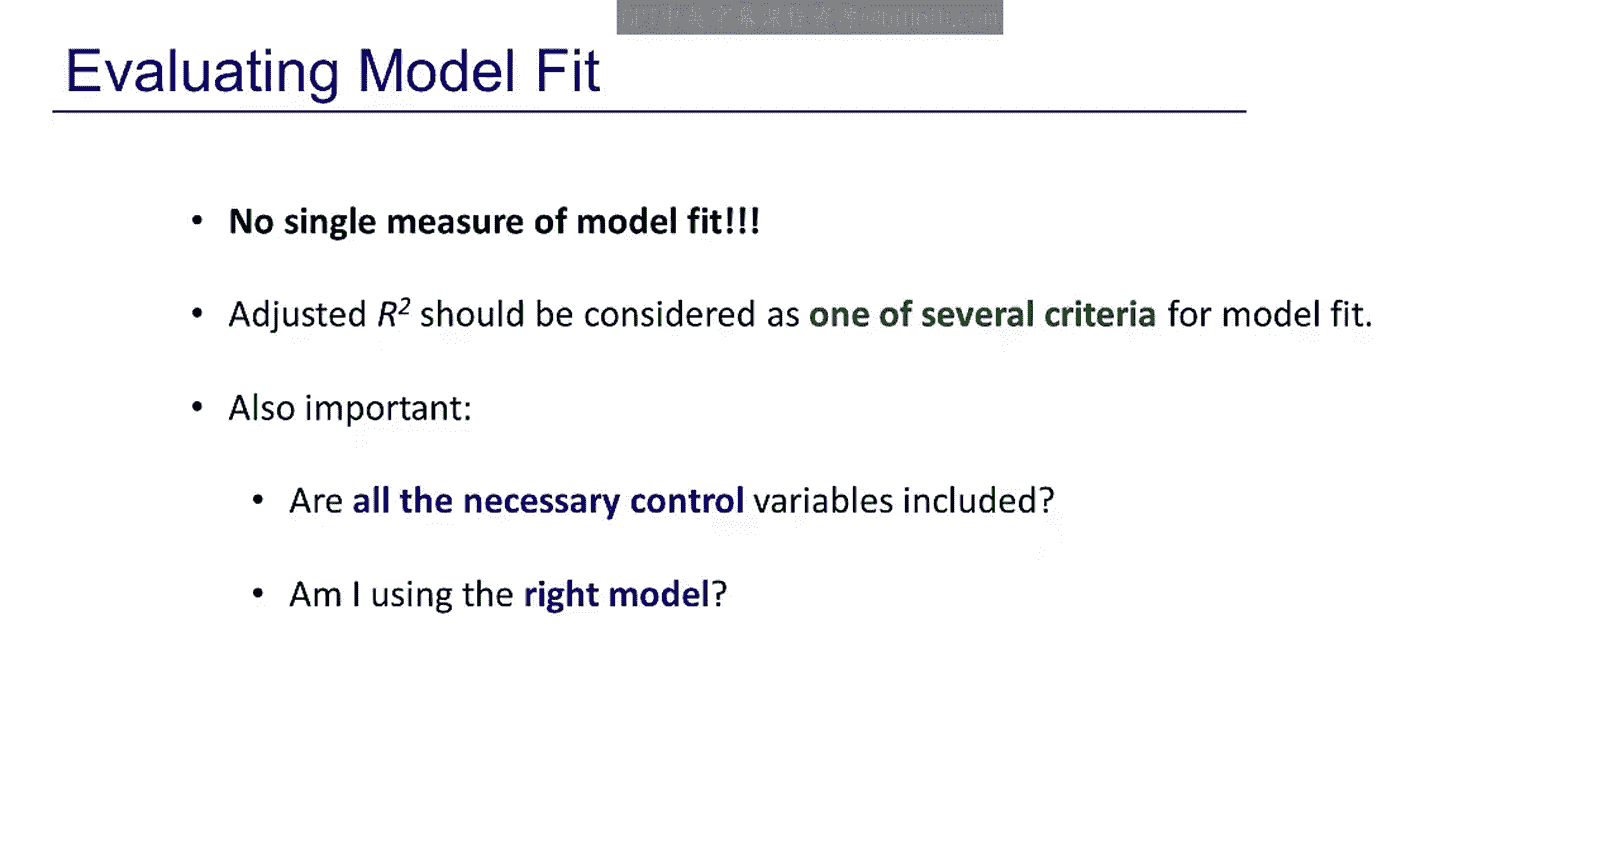 Evaluating Model Fit
• No single measure of model fit!!!
• Adjusted R² should be considered as one of several criteria for model fit.
• Also important:
• Are all the necessary control variables included?
• Am I using the right model?